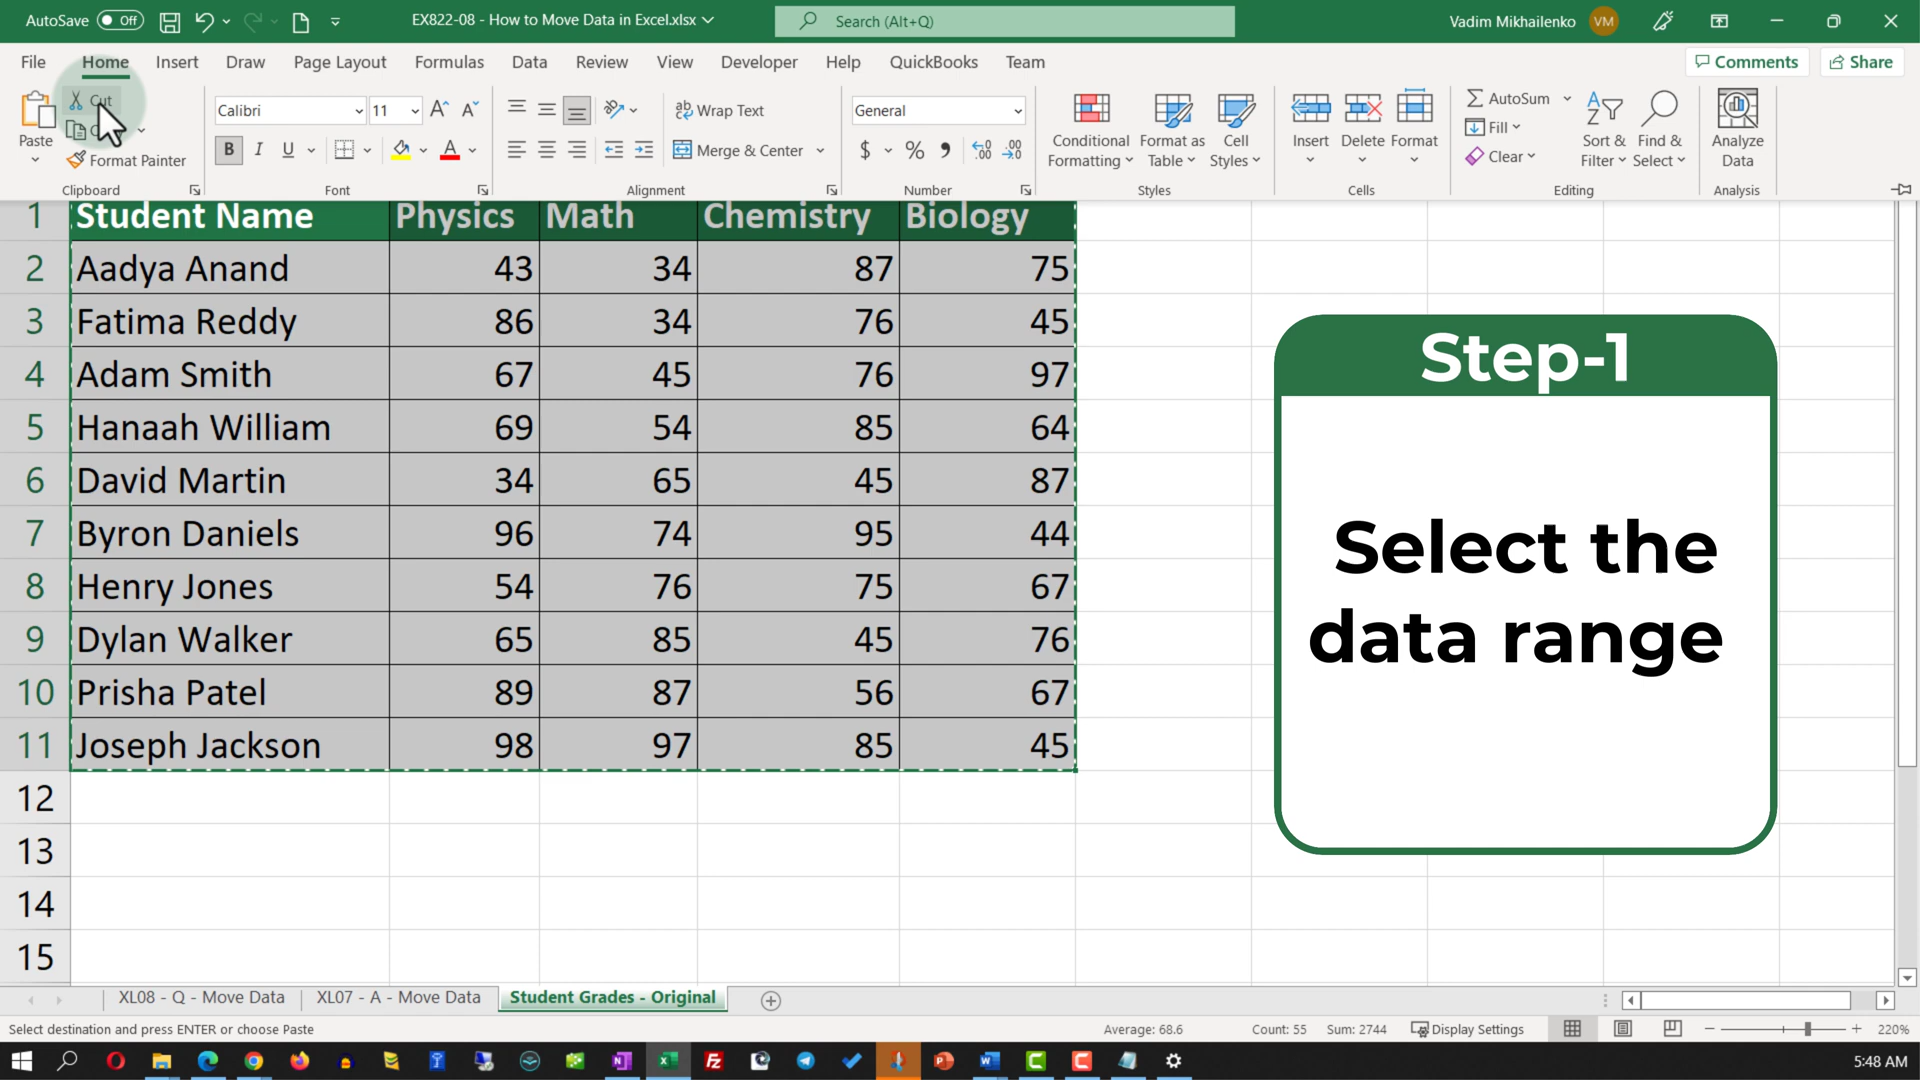 AutoSave Off EX822-08 - How to Move Data in Excel.xlsx Search (Alt+Q) Vadim Mikhailenko VM
File Home Insert Draw Page Layout Formulas Data Review View Developer Help QuickBooks Team Comments Share
Paste Cut Format Painter Clipboard
Calibri 11 B I U A Font
Wrap Text Merge & Center Alignment
General $ % Number
Conditional Formatting Format as Table Cell Styles Styles
Insert Delete Format Cells
AutoSum Fill Clear Sort & Filter Find & Select Editing
Analyze Data Analysis
1 Student Name Physics Math Chemistry Biology
2 Aadya Anand 43 34 87 75
3 Fatima Reddy 86 34 76 45
4 Adam Smith 67 45 76 97
5 Hanaah William 69 54 85 64
6 David Martin 34 65 45 87
7 Byron Daniels 96 74 95 44
8 Henry Jones 54 76 75 67
9 Dylan Walker 65 85 45 76
10 Prisha Patel 89 87 56 67
11 Joseph Jackson 98 97 85 45
12
13
14
15
Step-1
Select the
data range
XL08 - Q - Move Data XL07 - A - Move Data Student Grades - Original
Select destination and press ENTER or choose Paste Average: 68.6 Count: 55 Sum: 2744 Display Settings 220%
5:48 AM